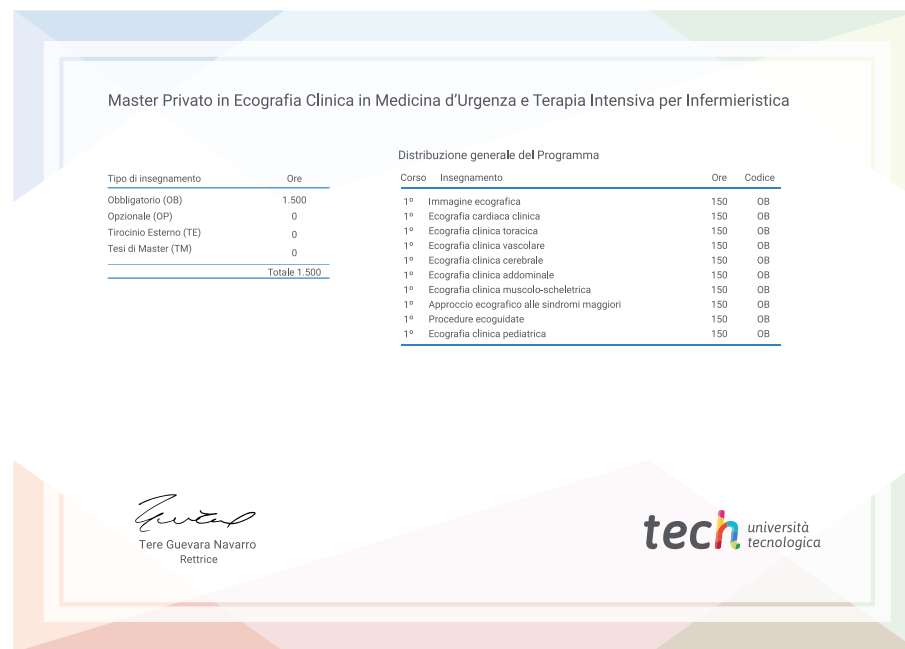 Master Privato in Ecografia Clinica in Medicina d'Urgenza e Terapia Intensiva per Infermieristica
Tipo di insegnamento Ore
Obbligatorio (OB) 1.500
Opzionale (OP) 0
Tirocinio Esterno (TE) 0
Tesi di Master (TM) 0
Totale 1.500
Distribuzione generale del Programma
Corso Insegnamento Ore Codice
1º Immagine ecografica 150 OB
1º Ecografia cardiaca clinica 150 OB
1º Ecografia clinica toracica 150 OB
1º Ecografia clinica vascolare 150 OB
1º Ecografia clinica cerebrale 150 OB
1º Ecografia clinica addominale 150 OB
1º Ecografia clinica muscolo-scheletrica 150 OB
1º Approccio ecografico alle sindromi maggiori 150 OB
1º Procedure ecoguidate 150 OB
1º Ecografia clinica pediatrica 150 OB
Tere Guevara Navarro
Rettrice
tech università
tecnologica